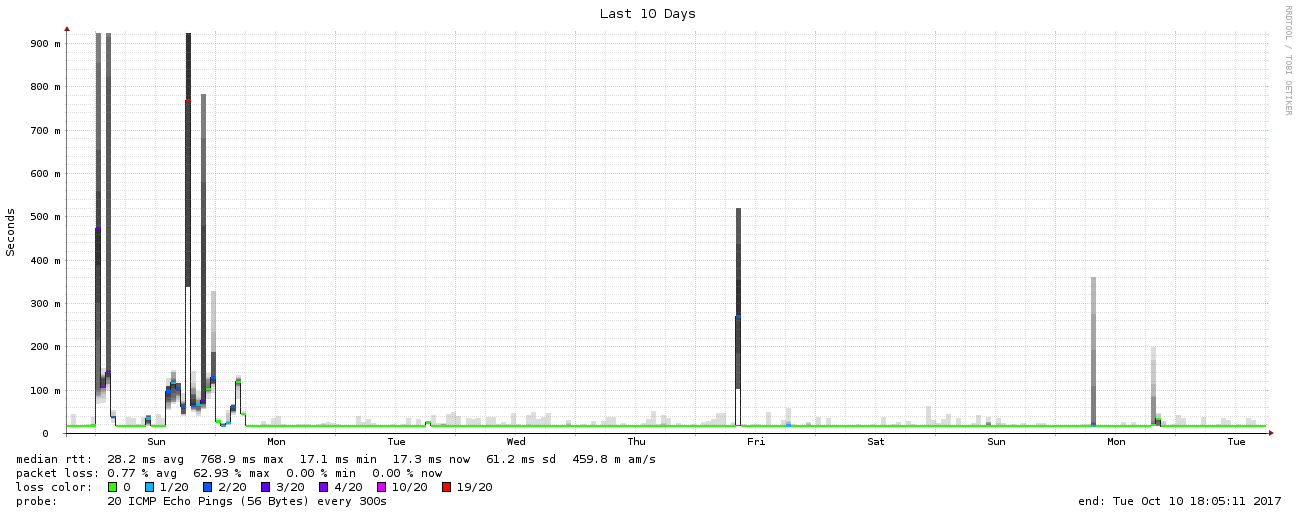 Last 10 Days
RRDTOOL / TOBI OETIKER
Seconds
900 m
800 m
700 m
600 m
500 m
400 m
300 m
200 m
100 m
0
Sun Mon Tue Wed Thu Fri Sat Sun Mon Tue
median rtt: 28.2 ms avg 768.9 ms max 17.1 ms min 17.3 ms now 61.2 ms sd 459.8 m am/s
packet loss: 0.77 % avg 62.93 % max 0.00 % min 0.00 % now
loss color: 0 1/20 2/20 3/20 4/20 10/20 19/20
probe: 20 ICMP Echo Pings (56 Bytes) every 300s end: Tue Oct 10 18:05:11 2017